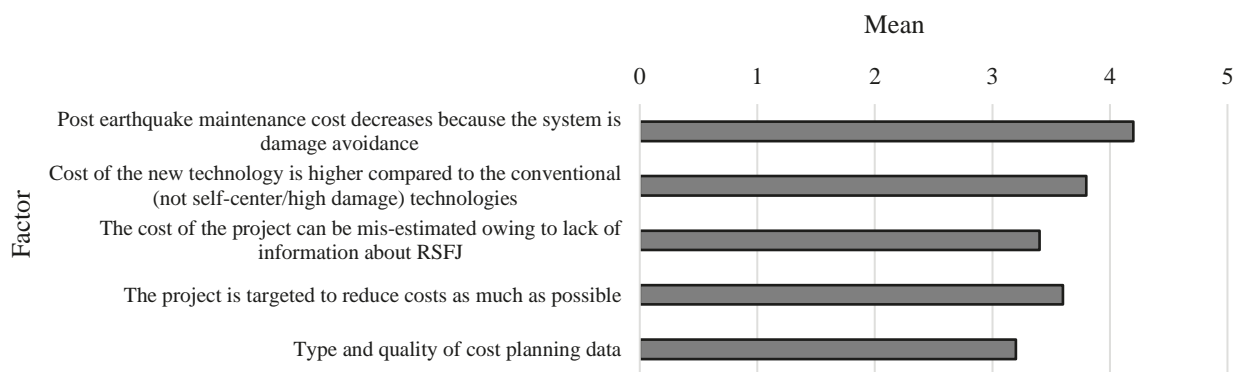 Mean
0 1 2 3 4 5
Factor
Post earthquake maintenance cost decreases because the system is
damage avoidance
Cost of the new technology is higher compared to the conventional
(not self-center/high damage) technologies
The cost of the project can be mis-estimated owing to lack of
information about RSFJ
The project is targeted to reduce costs as much as possible
Type and quality of cost planning data